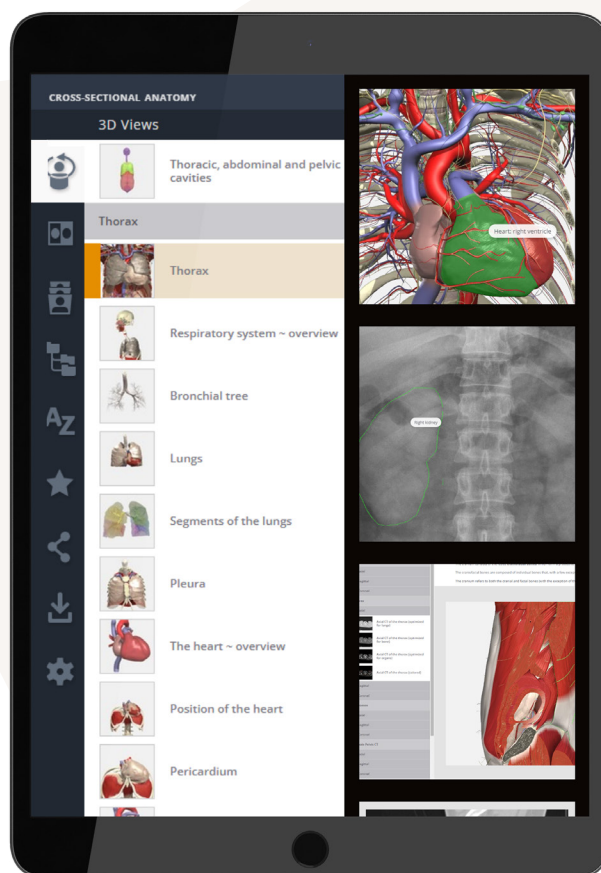 CROSS-SECTIONAL ANATOMY
3D Views
Thoracic, abdominal and pelvic
cavities
Thorax
Thorax
Respiratory system ~ overview
Bronchial tree
Lungs
Segments of the lungs
Pleura
The heart ~ overview
Position of the heart
Pericardium
AZ
Heart: right ventricle
Right kidney